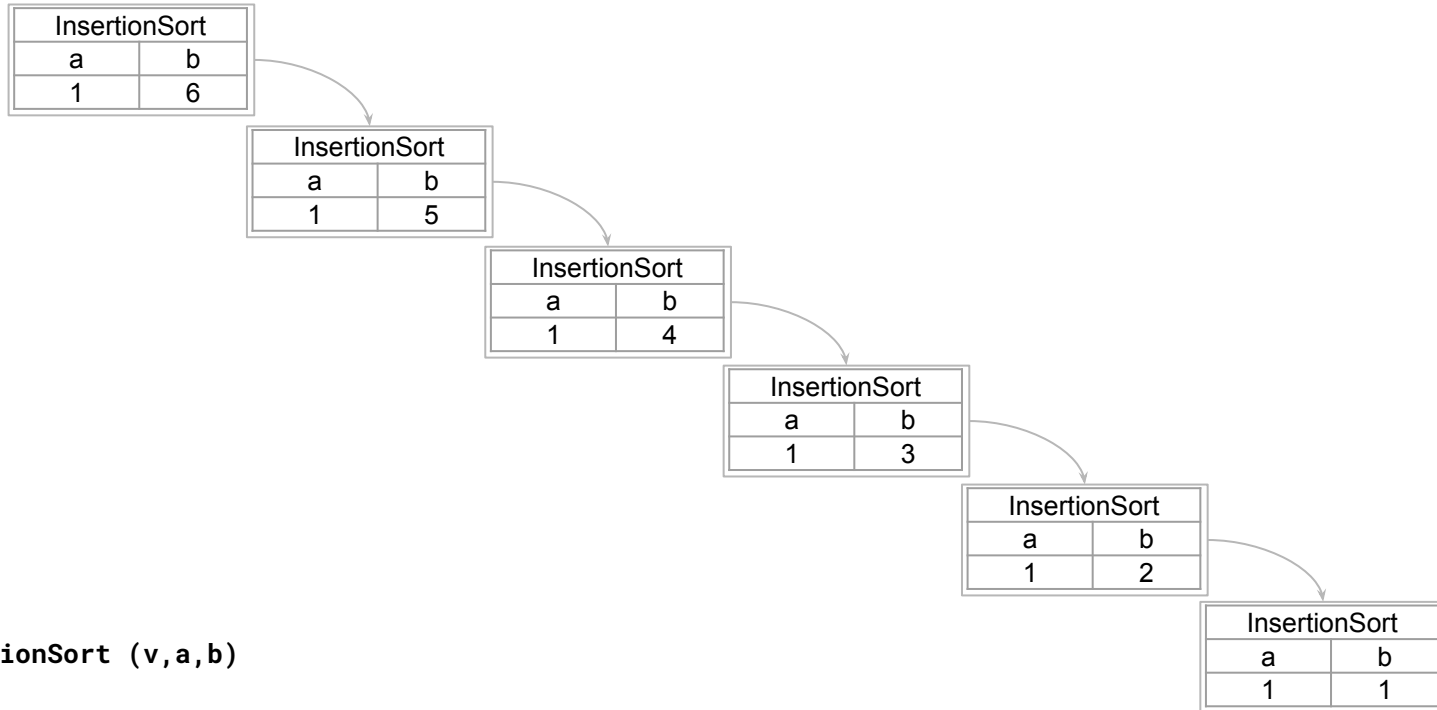 InsertionSort
a b
1 6
InsertionSort
a b
1 5
InsertionSort
a b
1 4
InsertionSort
a b
1 3
InsertionSort
a b
1 2
InsertionSort
a b
1 1
ionSort (v,a,b)